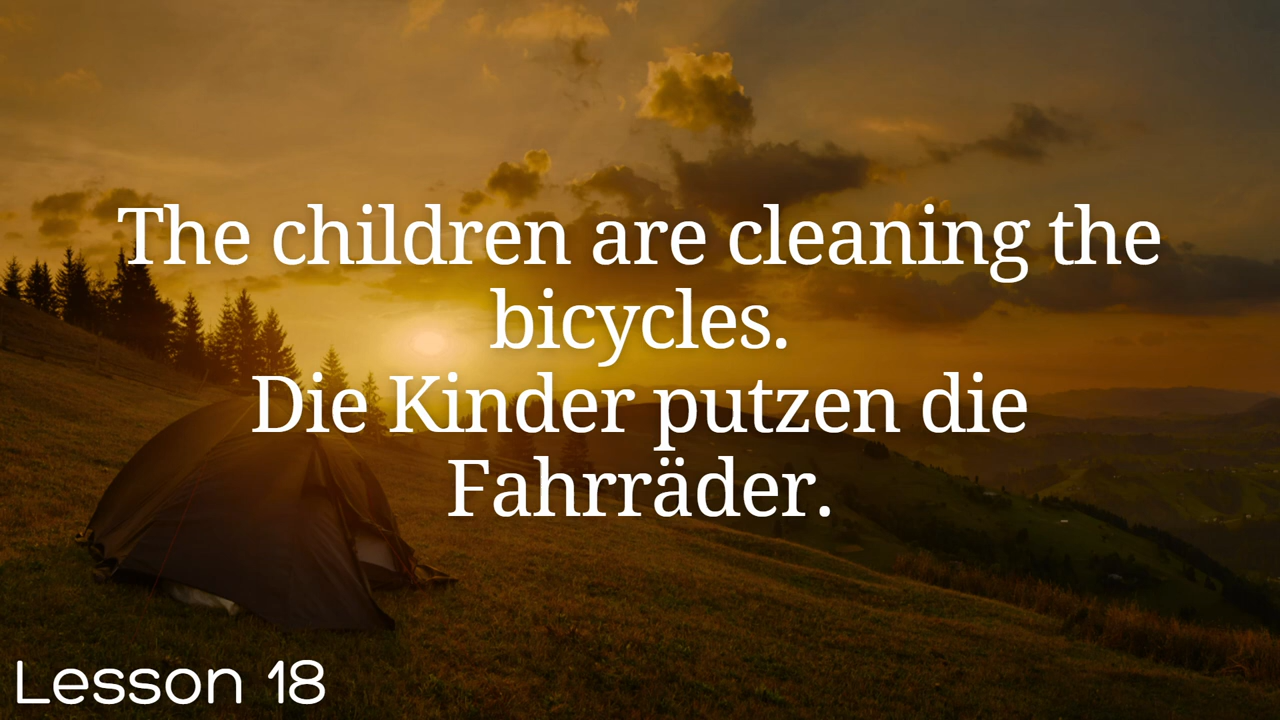 The children are cleaning the
bicycles.
Die Kinder putzen die
Fahrräder.
Lesson 18